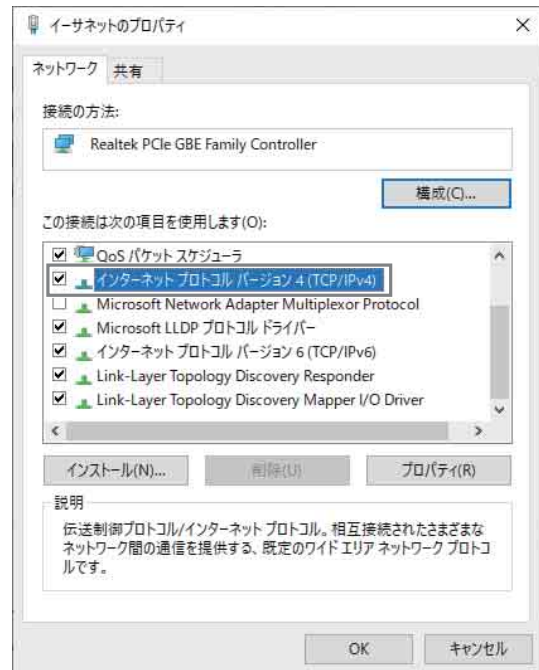 イーサネットのプロパティ
ネットワーク 共有
接続の方法:
Realtek PCIe GBE Family Controller
構成(C)...
この接続は次の項目を使用します(O):
QoS パケット スケジューラ
インターネット プロトコル バージョン 4 (TCP/IPv4)
Microsoft Network Adapter Multiplexor Protocol
Microsoft LLDP プロトコル ドライバー
インターネット プロトコル バージョン 6 (TCP/IPv6)
Link-Layer Topology Discovery Responder
Link-Layer Topology Discovery Mapper I/O Driver
インストール(N)... 削除(U) プロパティ(R)
説明
伝送制御プロトコル/インターネット プロトコル。相互接続されたさまざまな
ネットワーク間の通信を提供する、既定のワイド エリア ネットワーク プロトコ
ルです。
OK キャンセル